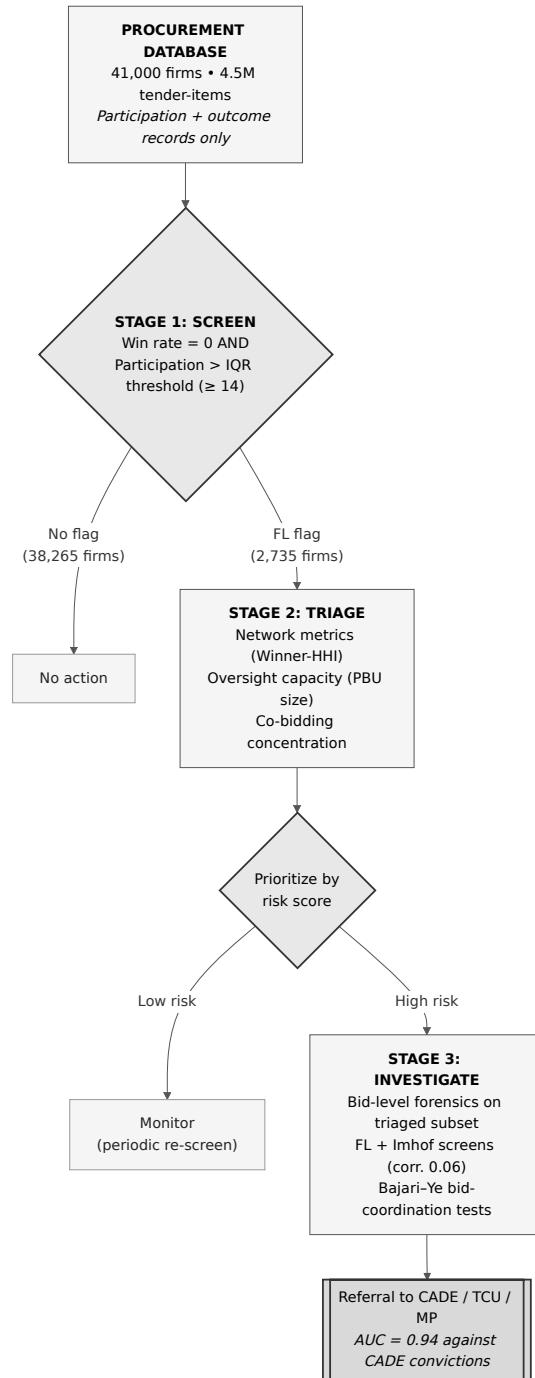 PROCUREMENT
DATABASE
41,000 firms • 4.5M
tender-items
Participation + outcome
records only
STAGE 1: SCREEN
Win rate = 0 AND
Participation > IQR
threshold (≥ 14)
No flag
(38,265 firms)
FL flag
(2,735 firms)
No action
STAGE 2: TRIAGE
Network metrics
(Winner-HHI)
Oversight capacity (PBU
size)
Co-bidding
concentration
Prioritize by
risk score
Low risk
High risk
Monitor
(periodic re-screen)
STAGE 3:
INVESTIGATE
Bid-level forensics on
triaged subset
FL + Imhof screens
(corr. 0.06)
Bajari–Ye bid-
coordination tests
Referral to CADE / TCU /
MP
AUC = 0.94 against
CADE convictions